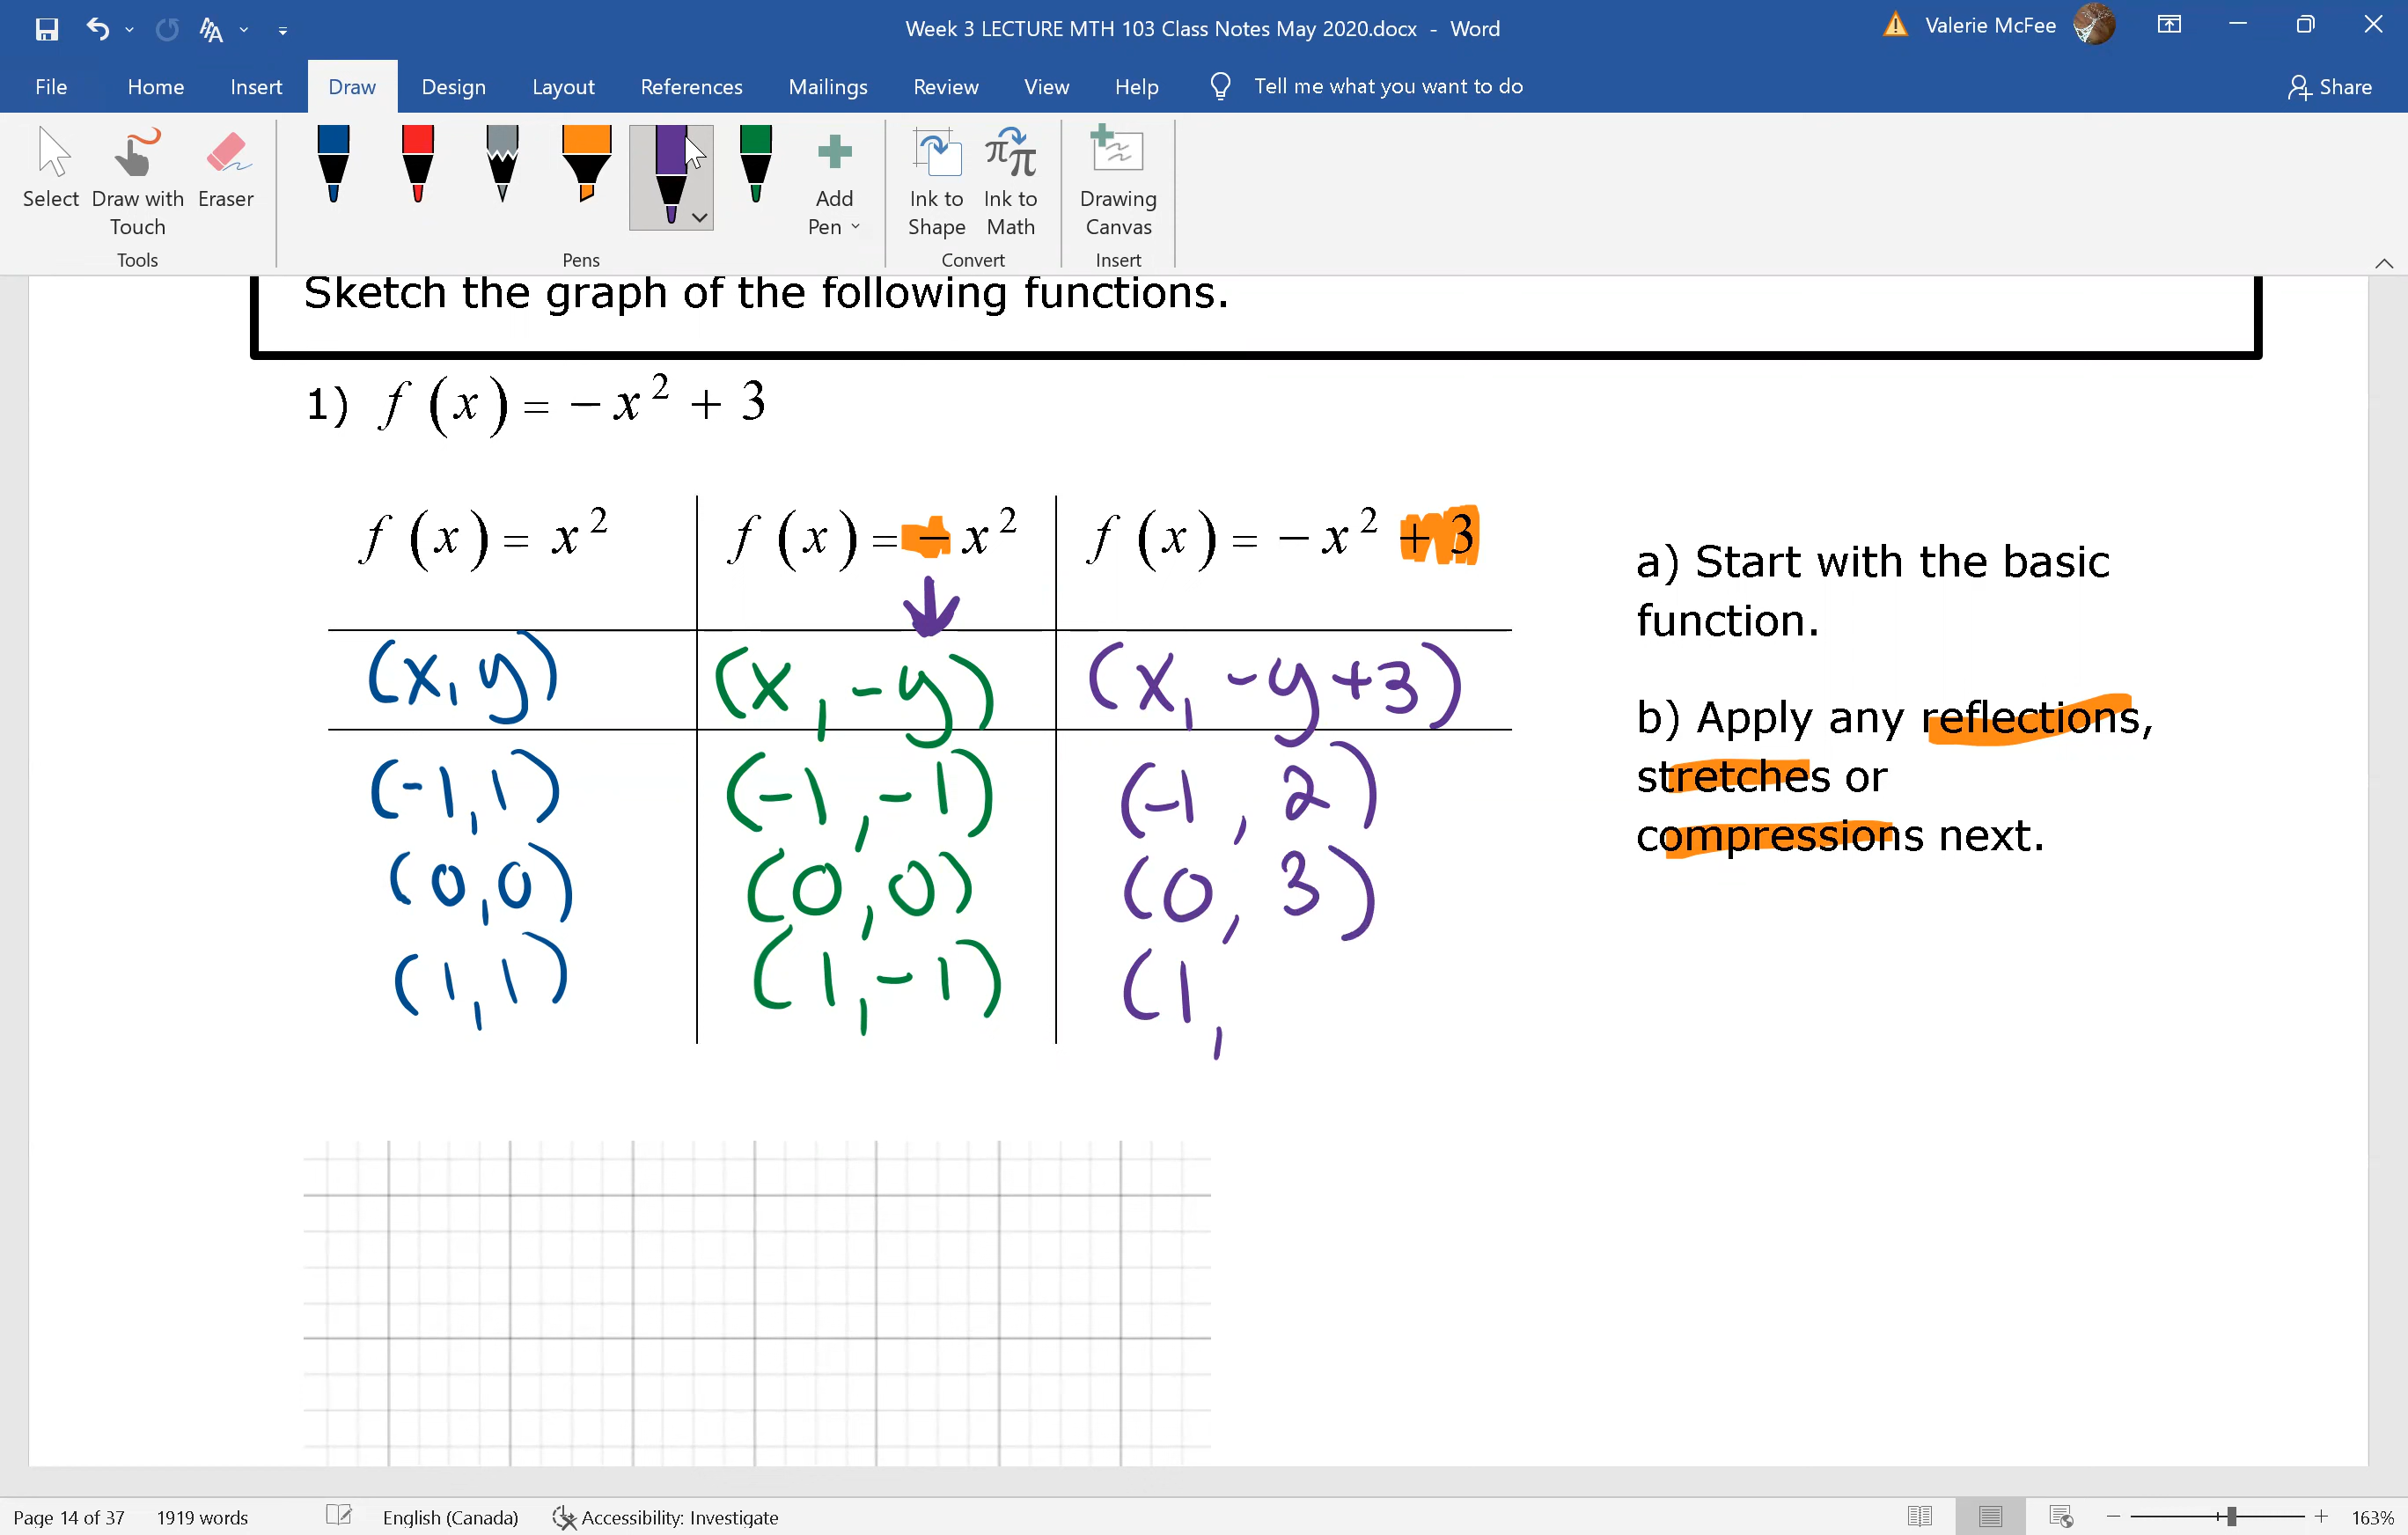 Week 3 LECTURE MTH 103 Class Notes May 2020.docx - Word
Valerie McFee
File Home Insert Draw Design Layout References Mailings Review View Help Tell me what you want to do Share
Select Draw with Touch Eraser
Add Pen
Ink to Shape Ink to Math
Drawing Canvas
Tools Pens Convert Insert
Sketch the graph of the following functions.
1) f(x) = −x² + 3
f(x) = x² f(x) = −x² f(x) = −x² + 3
(x, y) (x, -y) (x, -y+3)
(-1, 1) (-1, -1) (-1, 2)
(0, 0) (0, 0) (0, 3)
(1, 1) (1, -1) (1,
a) Start with the basic
function.
b) Apply any reflections,
stretches or
compressions next.
Page 14 of 37 1919 words English (Canada) Accessibility: Investigate 163%